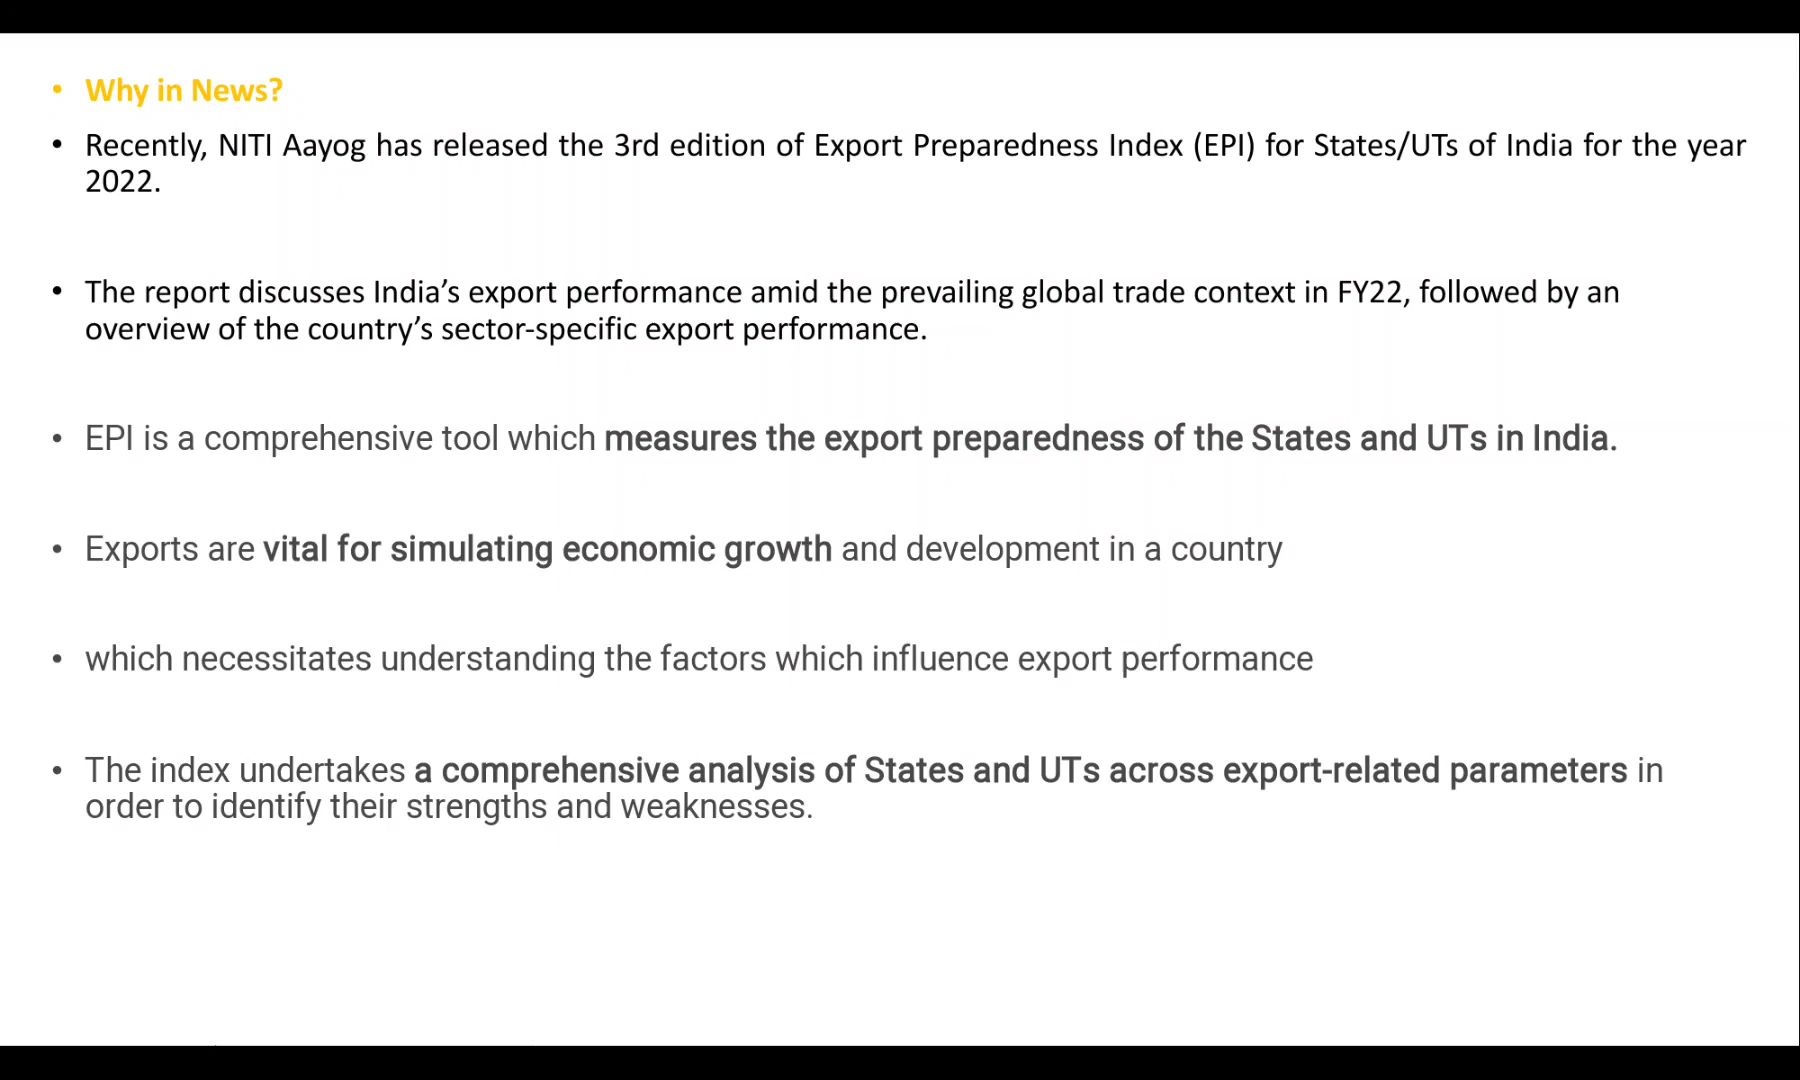 • Why in News?
• Recently, NITI Aayog has released the 3rd edition of Export Preparedness Index (EPI) for States/UTs of India for the year
2022.
• The report discusses India’s export performance amid the prevailing global trade context in FY22, followed by an
overview of the country’s sector-specific export performance.
• EPI is a comprehensive tool which measures the export preparedness of the States and UTs in India.
• Exports are vital for simulating economic growth and development in a country
• which necessitates understanding the factors which influence export performance
• The index undertakes a comprehensive analysis of States and UTs across export-related parameters in
order to identify their strengths and weaknesses.